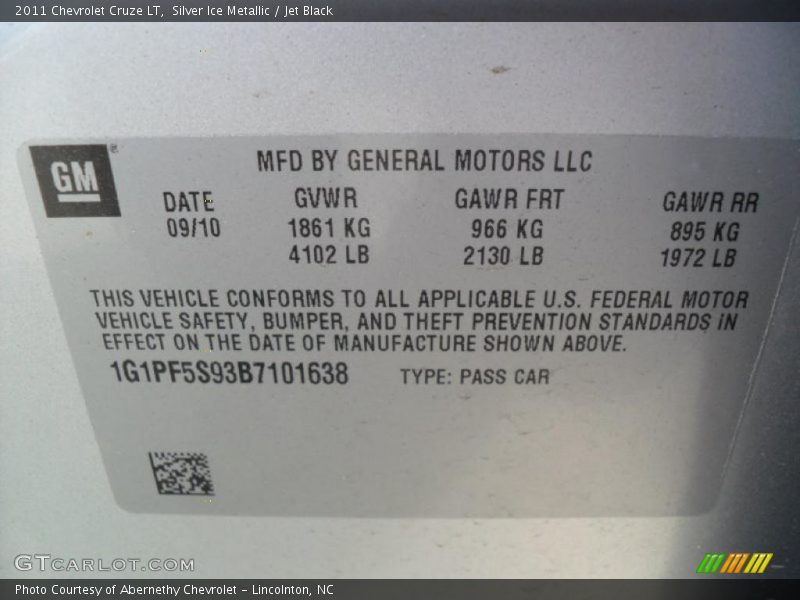 2011 Chevrolet Cruze LT, Silver Ice Metallic / Jet Black
GM®
MFD BY GENERAL MOTORS LLC
DATE GVWR GAWR FRT GAWR RR
09/10 1861 KG 966 KG 895 KG
4102 LB 2130 LB 1972 LB
THIS VEHICLE CONFORMS TO ALL APPLICABLE U.S. FEDERAL MOTOR
VEHICLE SAFETY, BUMPER, AND THEFT PREVENTION STANDARDS IN
EFFECT ON THE DATE OF MANUFACTURE SHOWN ABOVE.
1G1PF5S93B7101638 TYPE: PASS CAR
GTCARLOT.COM
Photo Courtesy of Abernethy Chevrolet - Lincolnton, NC